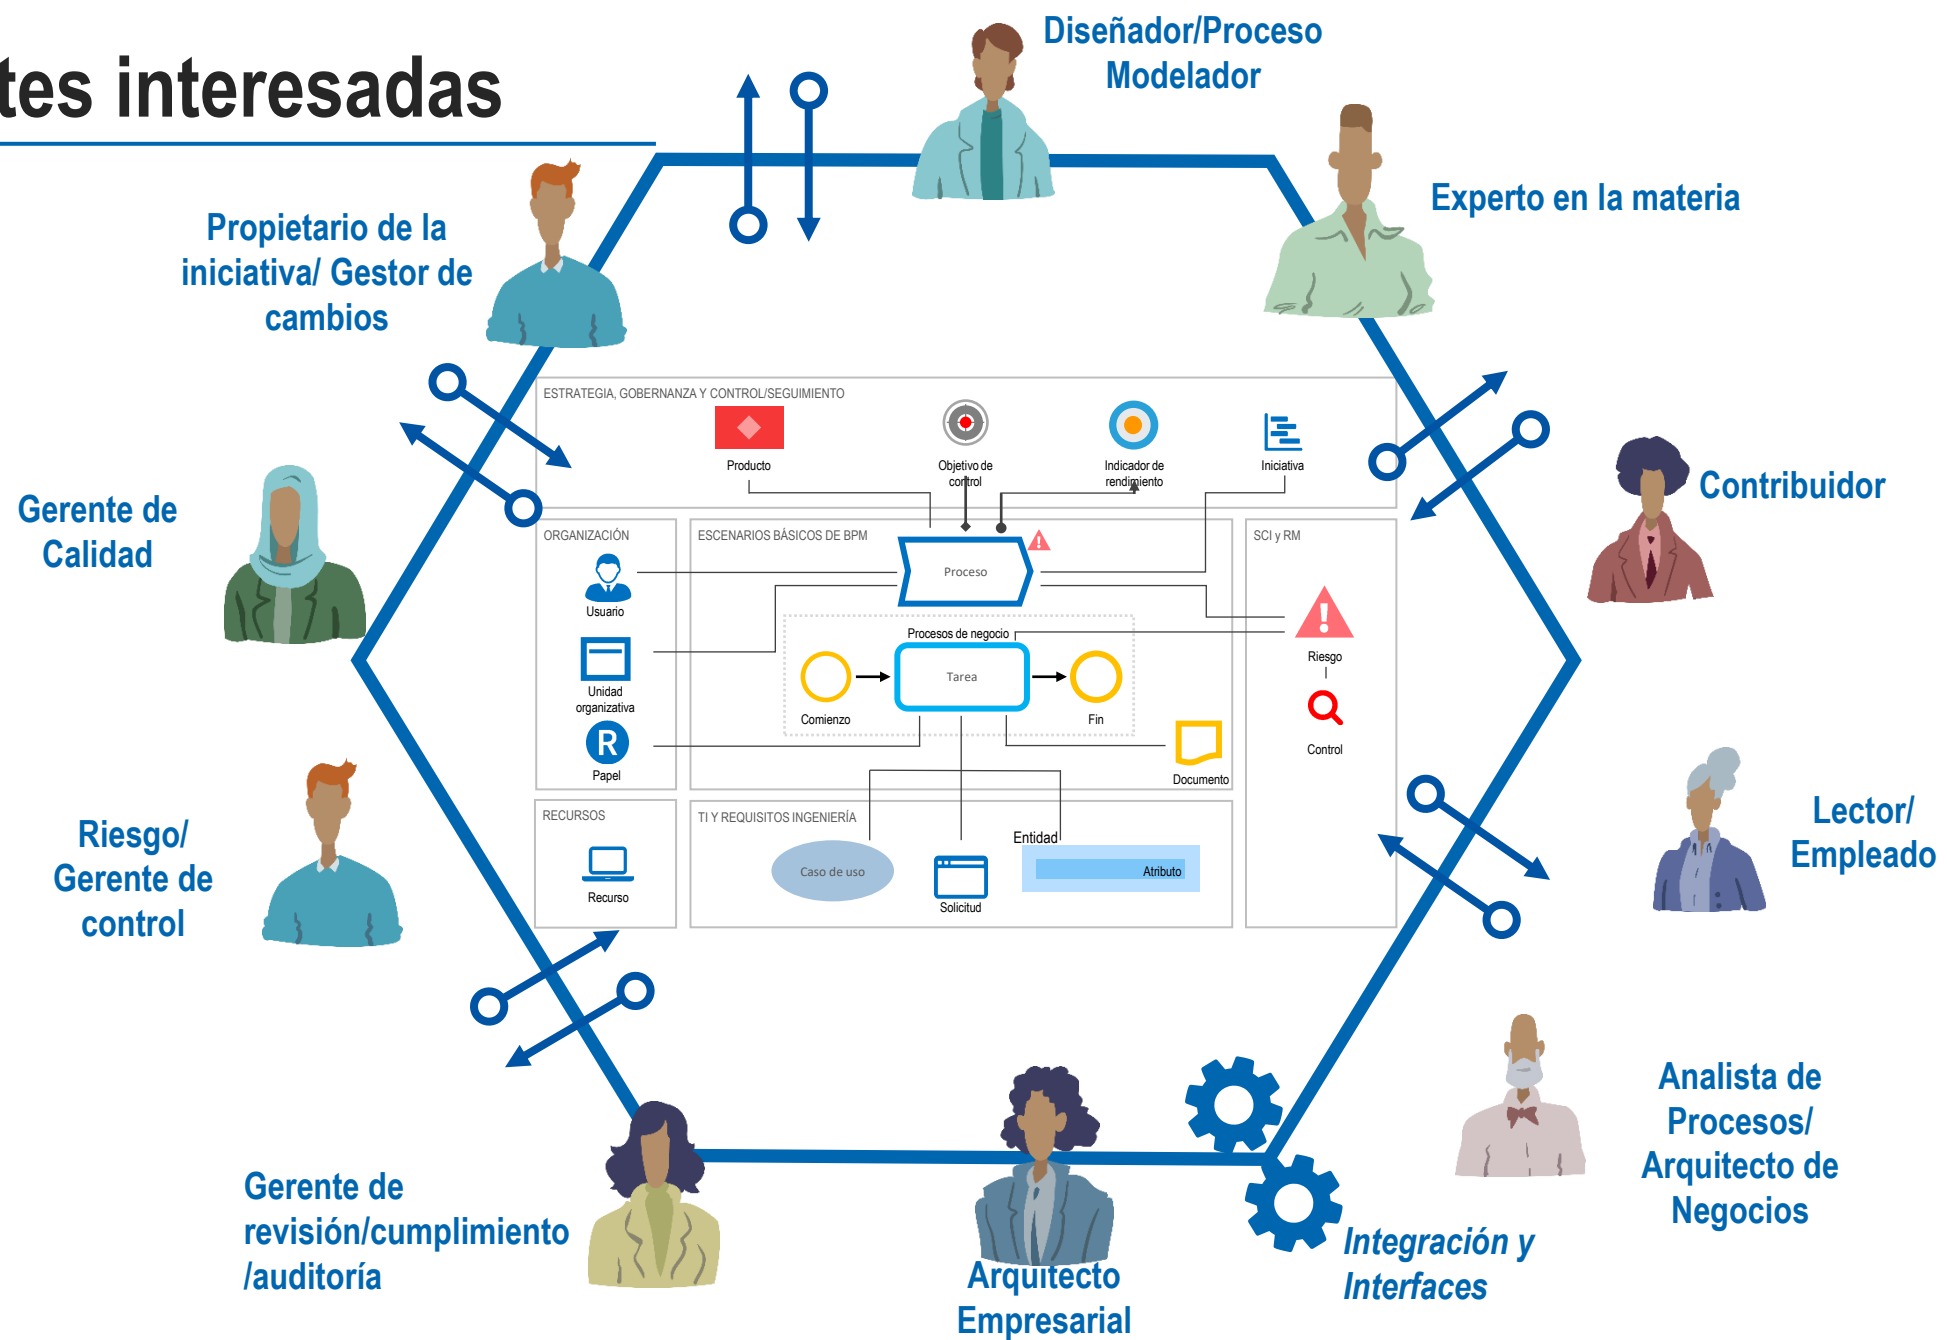 tes interesadas
Diseñador/Proceso
Modelador
Experto en la materia
Propietario de la
iniciativa/ Gestor de
cambios
ESTRATEGIA, GOBERNANZA Y CONTROL/SEGUIMIENTO
Producto
Objetivo de
control
Indicador de
rendimiento
Iniciativa
Gerente de
Calidad
Contribuidor
ORGANIZACIÓN
Usuario
Unidad
organizativa
R
Papel
ESCENARIOS BÁSICOS DE BPM
Proceso
Procesos de negocio
Comienzo
Tarea
Fin
Documento
SCI y RM
Riesgo
Control
Riesgo/
Gerente de
control
Lector/
Empleado
RECURSOS
Recurso
TI Y REQUISITOS INGENIERÍA
Caso de uso
Solicitud
Entidad
Atributo
Analista de
Procesos/
Arquitecto de
Negocios
Gerente de
revisión/cumplimiento
/auditoría
Arquitecto
Empresarial
Integración y
Interfaces